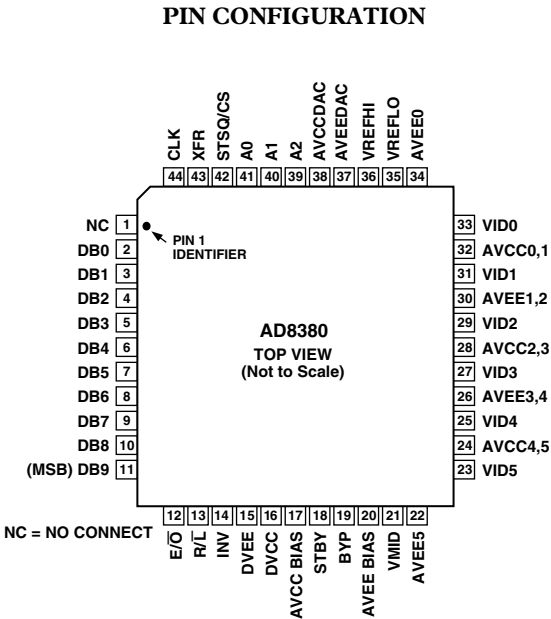 PIN CONFIGURATION
CLK
XFR
STSQ/CS
A0
A1
A2
AVCCDAC
AVEEDAC
VREFHI
VREFLO
AVEE0
44 43 42 41 40 39 38 37 36 35 34
NC 1
DB0 2
DB1 3
DB2 4
DB3 5
DB4 6
DB5 7
DB6 8
DB7 9
DB8 10
(MSB) DB9 11
PIN 1
IDENTIFIER
AD8380
TOP VIEW
(Not to Scale)
33 VID0
32 AVCC0,1
31 VID1
30 AVEE1,2
29 VID2
28 AVCC2,3
27 VID3
26 AVEE3,4
25 VID4
24 AVCC4,5
23 VID5
12 13 14 15 16 17 18 19 20 21 22
NC = NO CONNECT
E/O̅
R/L̅
INV
DVEE
DVCC
AVCC BIAS
STBY
BYP
AVEE BIAS
VMID
AVEE5